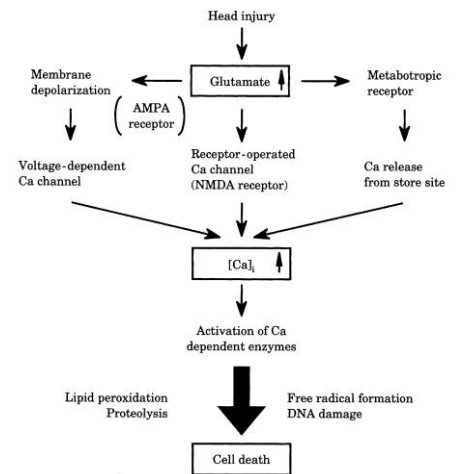 Head injury
Membrane
depolarization
Glutamate
Metabotropic
receptor
AMPA
receptor
Voltage-dependent
Ca channel
Receptor-operated
Ca channel
(NMDA receptor)
Ca release
from store site
[Ca]i
Activation of Ca
dependent enzymes
Lipid peroxidation
Proteolysis
Free radical formation
DNA damage
Cell death